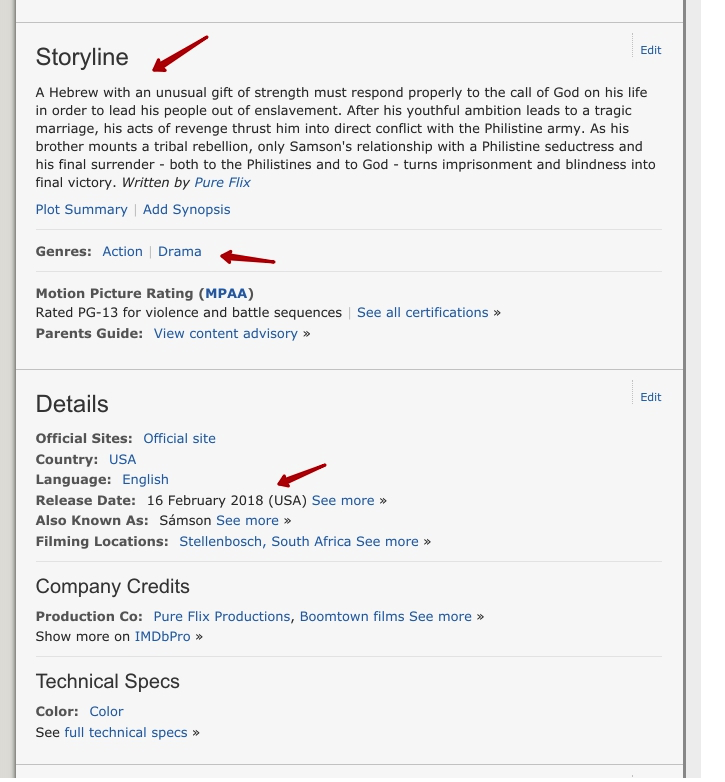 Storyline
Edit
A Hebrew with an unusual gift of strength must respond properly to the call of God on his life
in order to lead his people out of enslavement. After his youthful ambition leads to a tragic
marriage, his acts of revenge thrust him into direct conflict with the Philistine army. As his
brother mounts a tribal rebellion, only Samson's relationship with a Philistine seductress and
his final surrender - both to the Philistines and to God - turns imprisonment and blindness into
final victory. Written by Pure Flix
Plot Summary | Add Synopsis
Genres: Action | Drama
Motion Picture Rating (MPAA)
Rated PG-13 for violence and battle sequences | See all certifications »
Parents Guide: View content advisory »
Details
Edit
Official Sites: Official site
Country: USA
Language: English
Release Date: 16 February 2018 (USA) See more »
Also Known As: Sámson See more »
Filming Locations: Stellenbosch, South Africa See more »
Company Credits
Production Co: Pure Flix Productions, Boomtown films See more »
Show more on IMDbPro »
Technical Specs
Color: Color
See full technical specs »